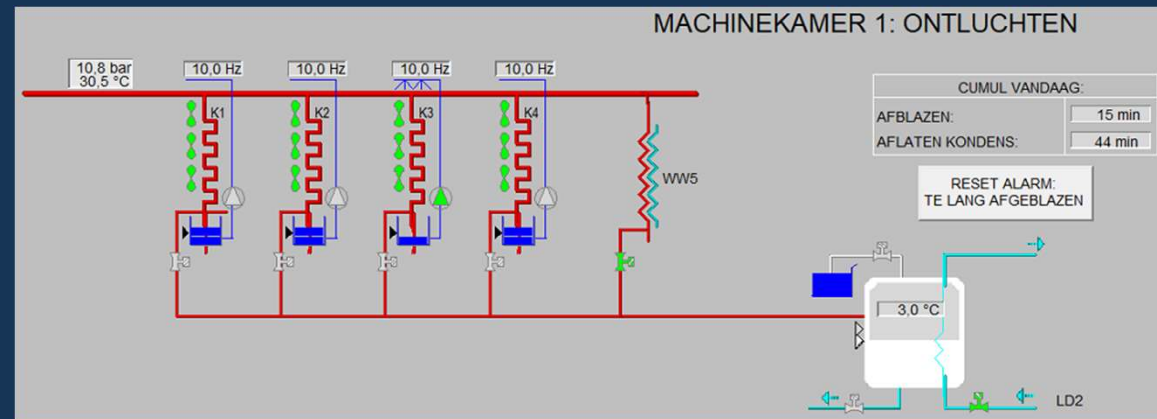 MACHINEKAMER 1: ONTLUCHTEN
10,8 bar
30,5 °C
10,0 Hz
10,0 Hz
10,0 Hz
10,0 Hz
CUMUL VANDAAG:
AFBLAZEN: 15 min
AFLATEN KONDENS: 44 min
K1
K2
K3
K4
WW5
RESET ALARM:
TE LANG AFGEBLAZEN
3,0 °C
LD2